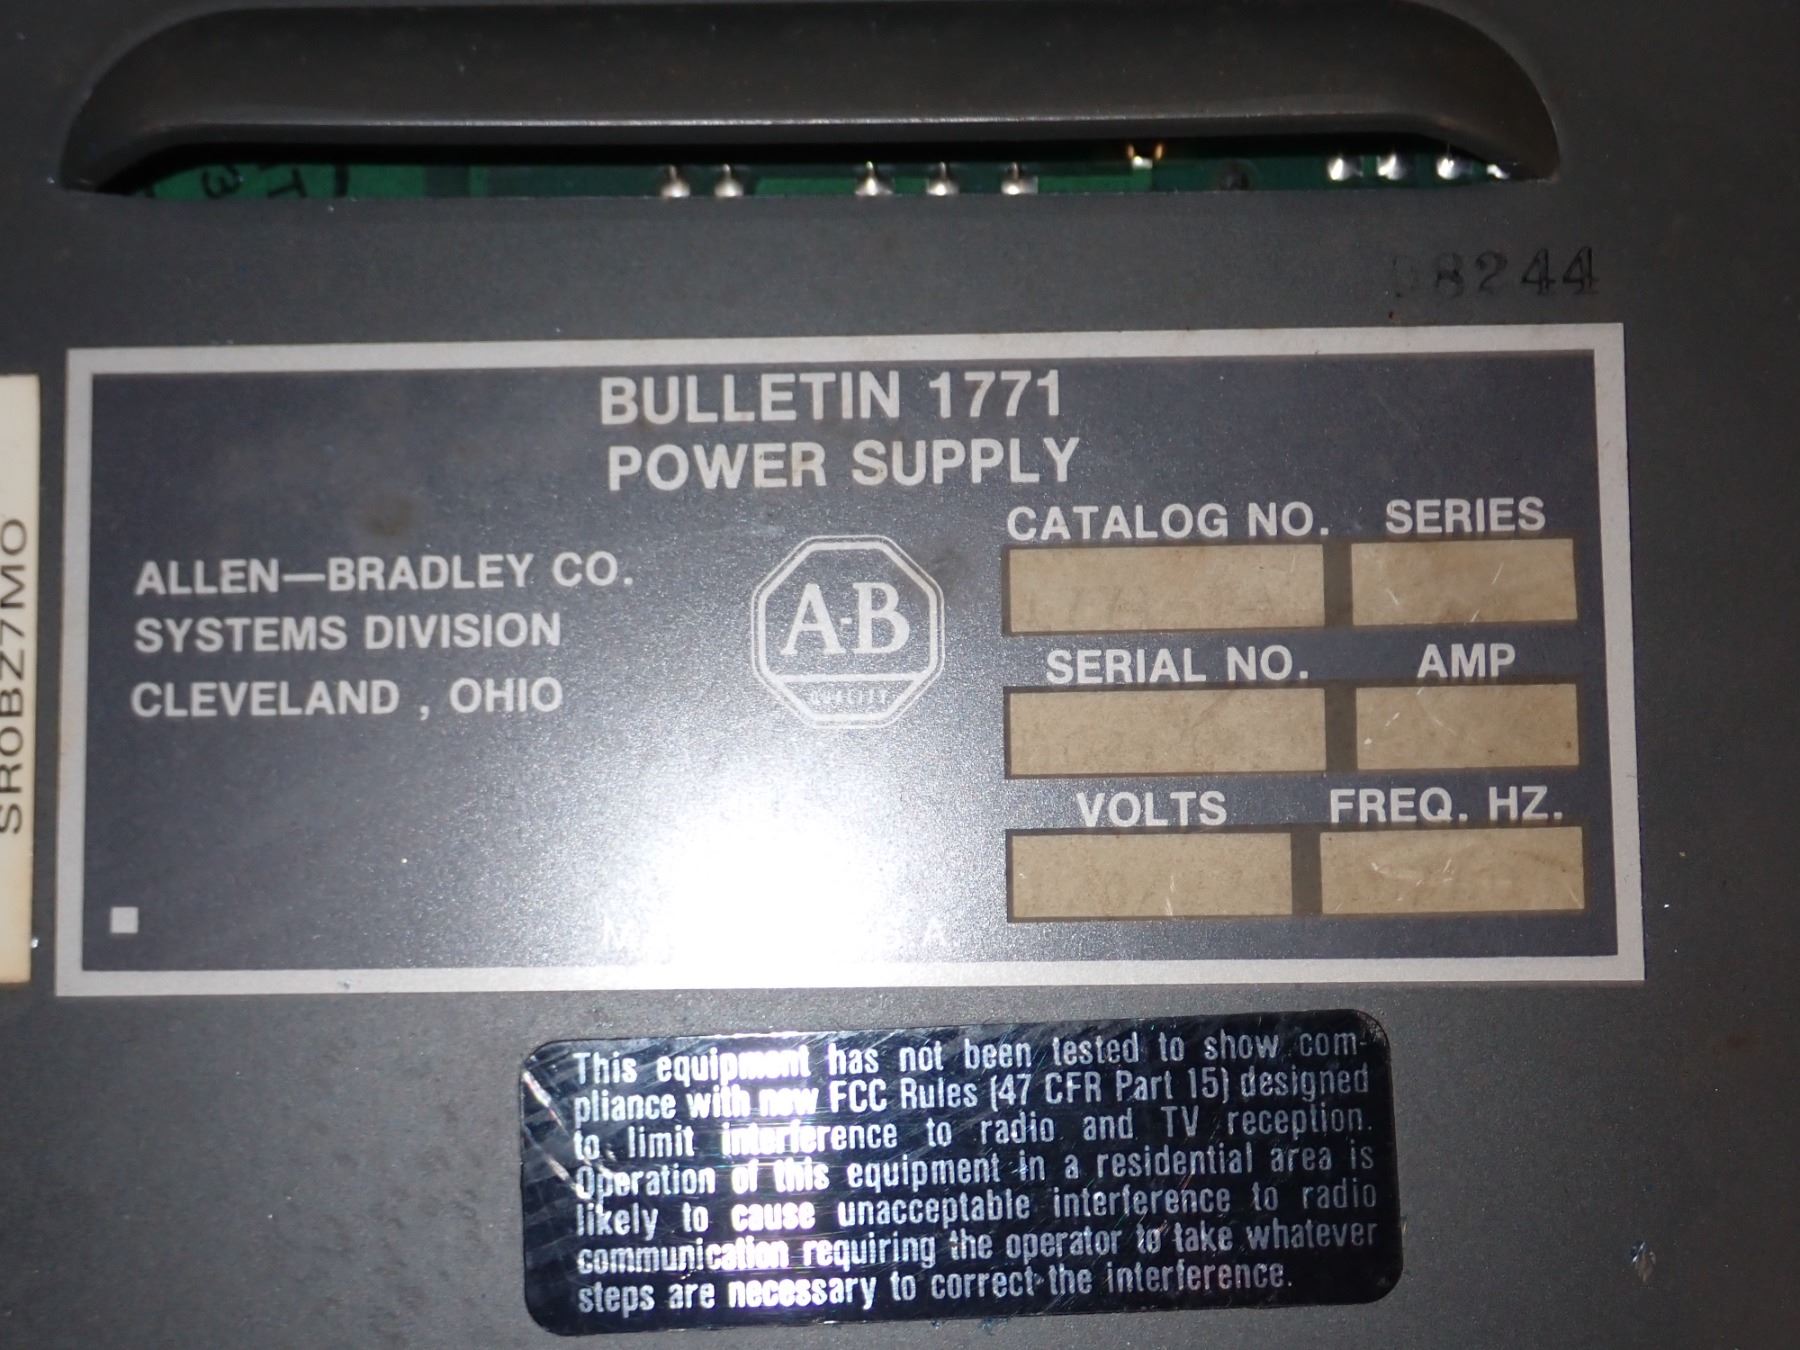 8244
BULLETIN 1771
POWER SUPPLY
CATALOG NO. SERIES
ALLEN—BRADLEY CO.
SYSTEMS DIVISION
CLEVELAND , OHIO
A-B
QUALITY
SERIAL NO. AMP
VOLTS FREQ. HZ.
SR0BZ7MO
This equipment has not been tested to show com-
pliance with new FCC Rules (47 CFR Part 15) designed
to limit interference to radio and TV reception.
Operation of this equipment in a residential area is
likely to cause unacceptable interference to radio
communication requiring the operator to take whatever
steps are necessary to correct the interference.